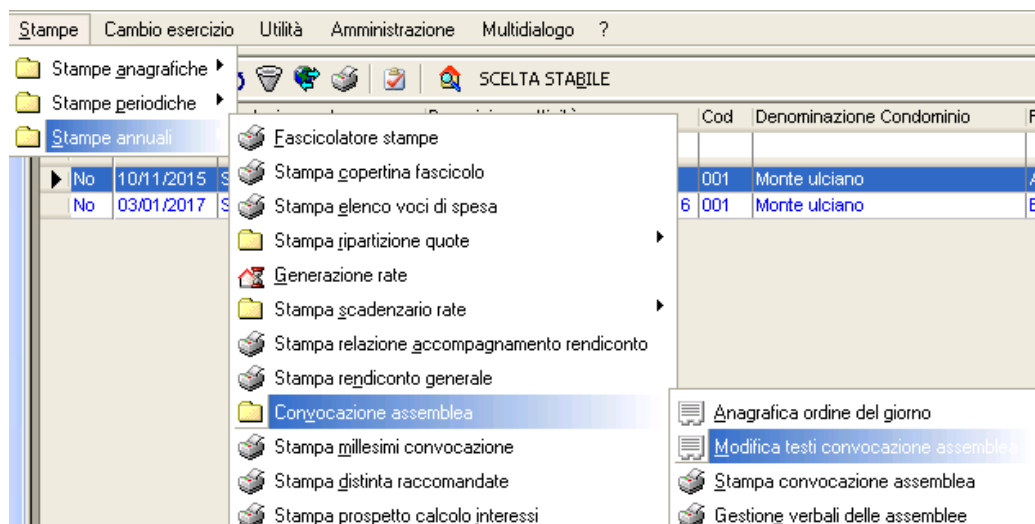 Stampe Cambio esercizio Utilità Amministrazione Multidialogo ?
Stampe anagrafiche
SCELTA STABILE
Stampe periodiche
Cod Denominazione Condominio
Stampe annuali
Fascicolatore stampe
Stampa copertina fascicolo
No 10/11/2015 S 001 Monte ulciano
Stampa elenco voci di spesa
No 03/01/2017 S 6 001 Monte ulciano
Stampa ripartizione quote
Generazione rate
Stampa scadenzario rate
Stampa relazione accompagnamento rendiconto
Stampa rendiconto generale
Convocazione assemblea
Anagrafica ordine del giorno
Stampa millesimi convocazione
Modifica testi convocazione assemblea
Stampa distinta raccomandate
Stampa convocazione assemblea
Stampa prospetto calcolo interessi
Gestione verbali delle assemblee